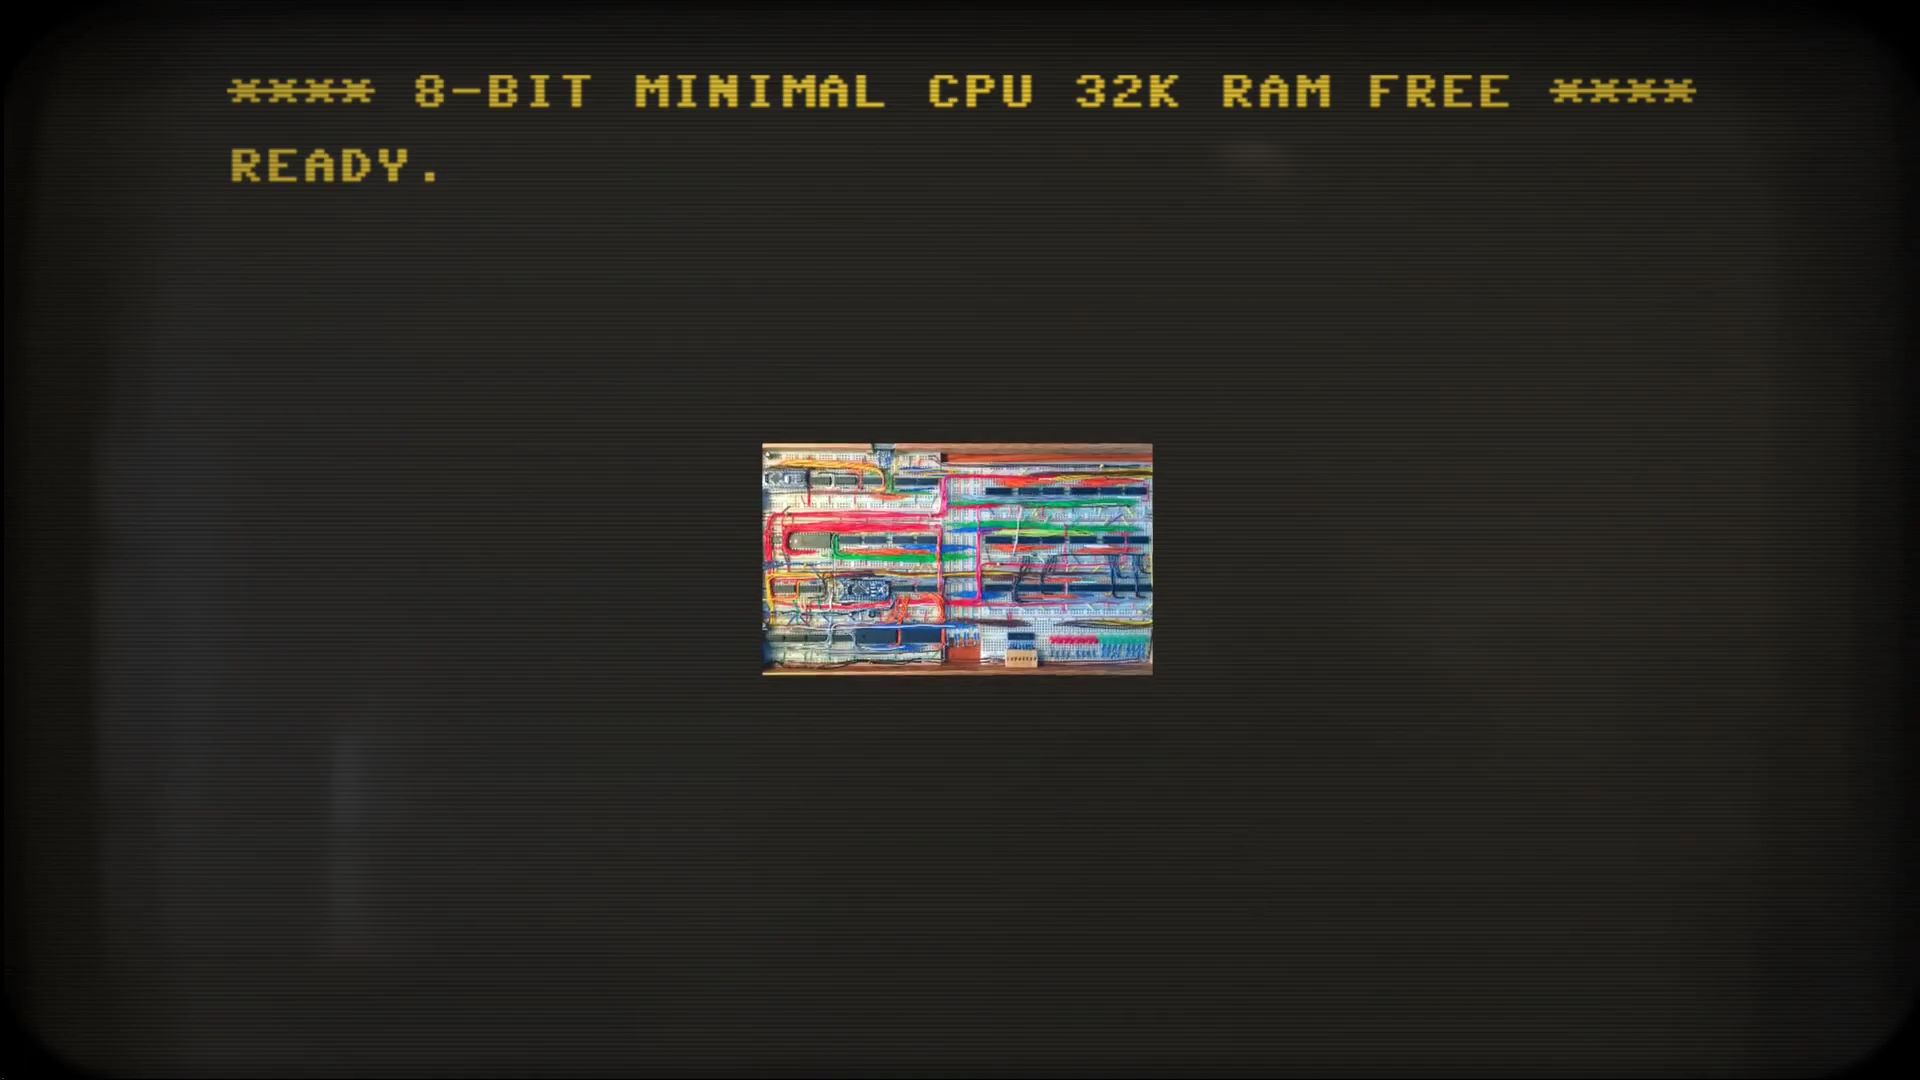 **** 8-BIT MINIMAL CPU 32K RAM FREE ****
READY.